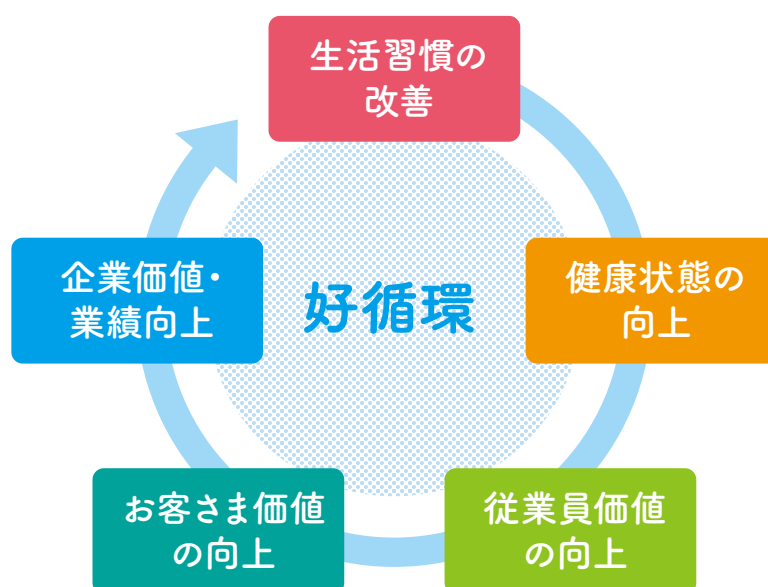 生活習慣の
改善
健康状態の
向上
従業員価値
の向上
お客さま価値
の向上
企業価値・
業績向上
好循環